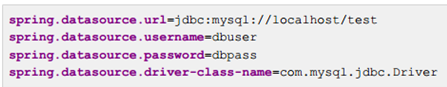 spring.datasource.url=jdbc:mysql://localhost/test
spring.datasource.username=dbuser
spring.datasource.password=dbpass
spring.datasource.driver-class-name=com.mysql.jdbc.Driver